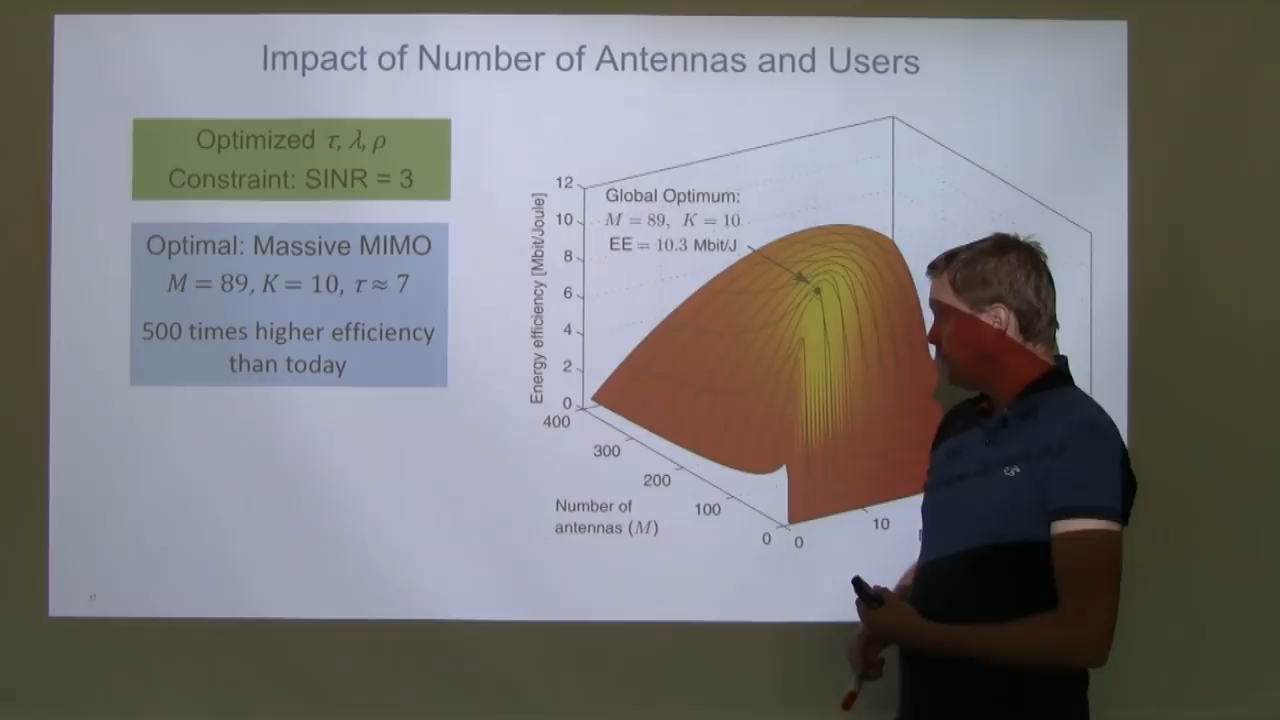 Impact of Number of Antennas and Users
Optimized τ, λ, ρ
Constraint: SINR = 3
Optimal: Massive MIMO
M = 89, K = 10, τ ≈ 7
500 times higher efficiency
than today
Global Optimum:
M = 89, K = 10
EE = 10.3 Mbit/J
Energy efficiency [Mbit/Joule]
12
10
8
6
4
2
0
400
300
200
100
0
Number of
antennas (M)
0
10